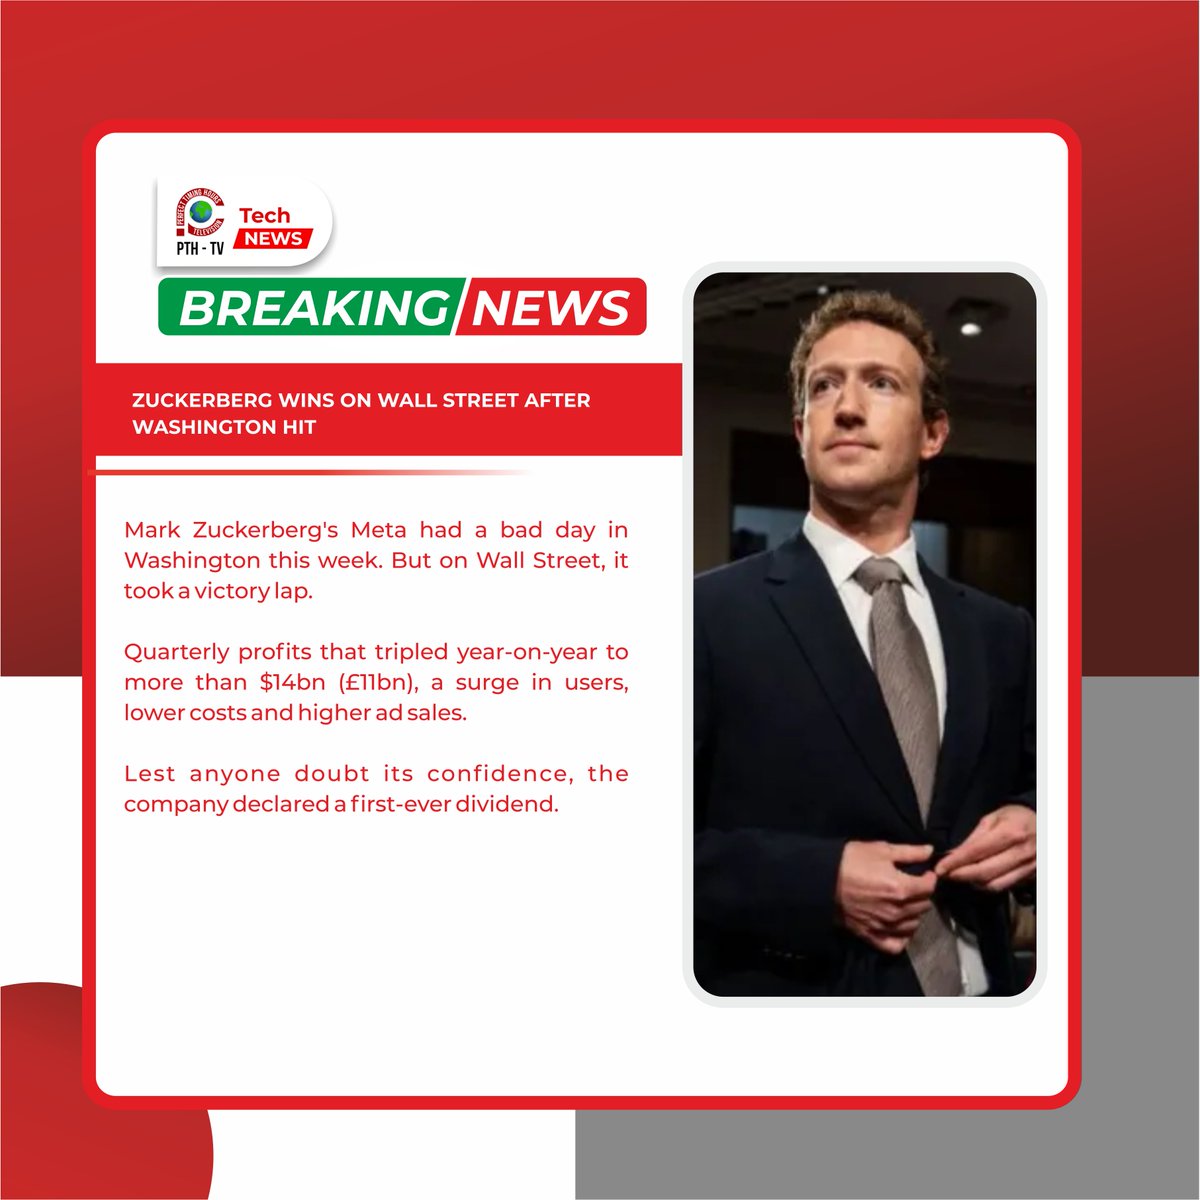 PERFECT TIMING HOURS
TELEVISION
PTH - TV
Tech
NEWS
BREAKING NEWS
ZUCKERBERG WINS ON WALL STREET AFTER
WASHINGTON HIT
Mark Zuckerberg's Meta had a bad day in
Washington this week. But on Wall Street, it
took a victory lap.
Quarterly profits that tripled year-on-year to
more than $14bn (£11bn), a surge in users,
lower costs and higher ad sales.
Lest anyone doubt its confidence, the
company declared a first-ever dividend.